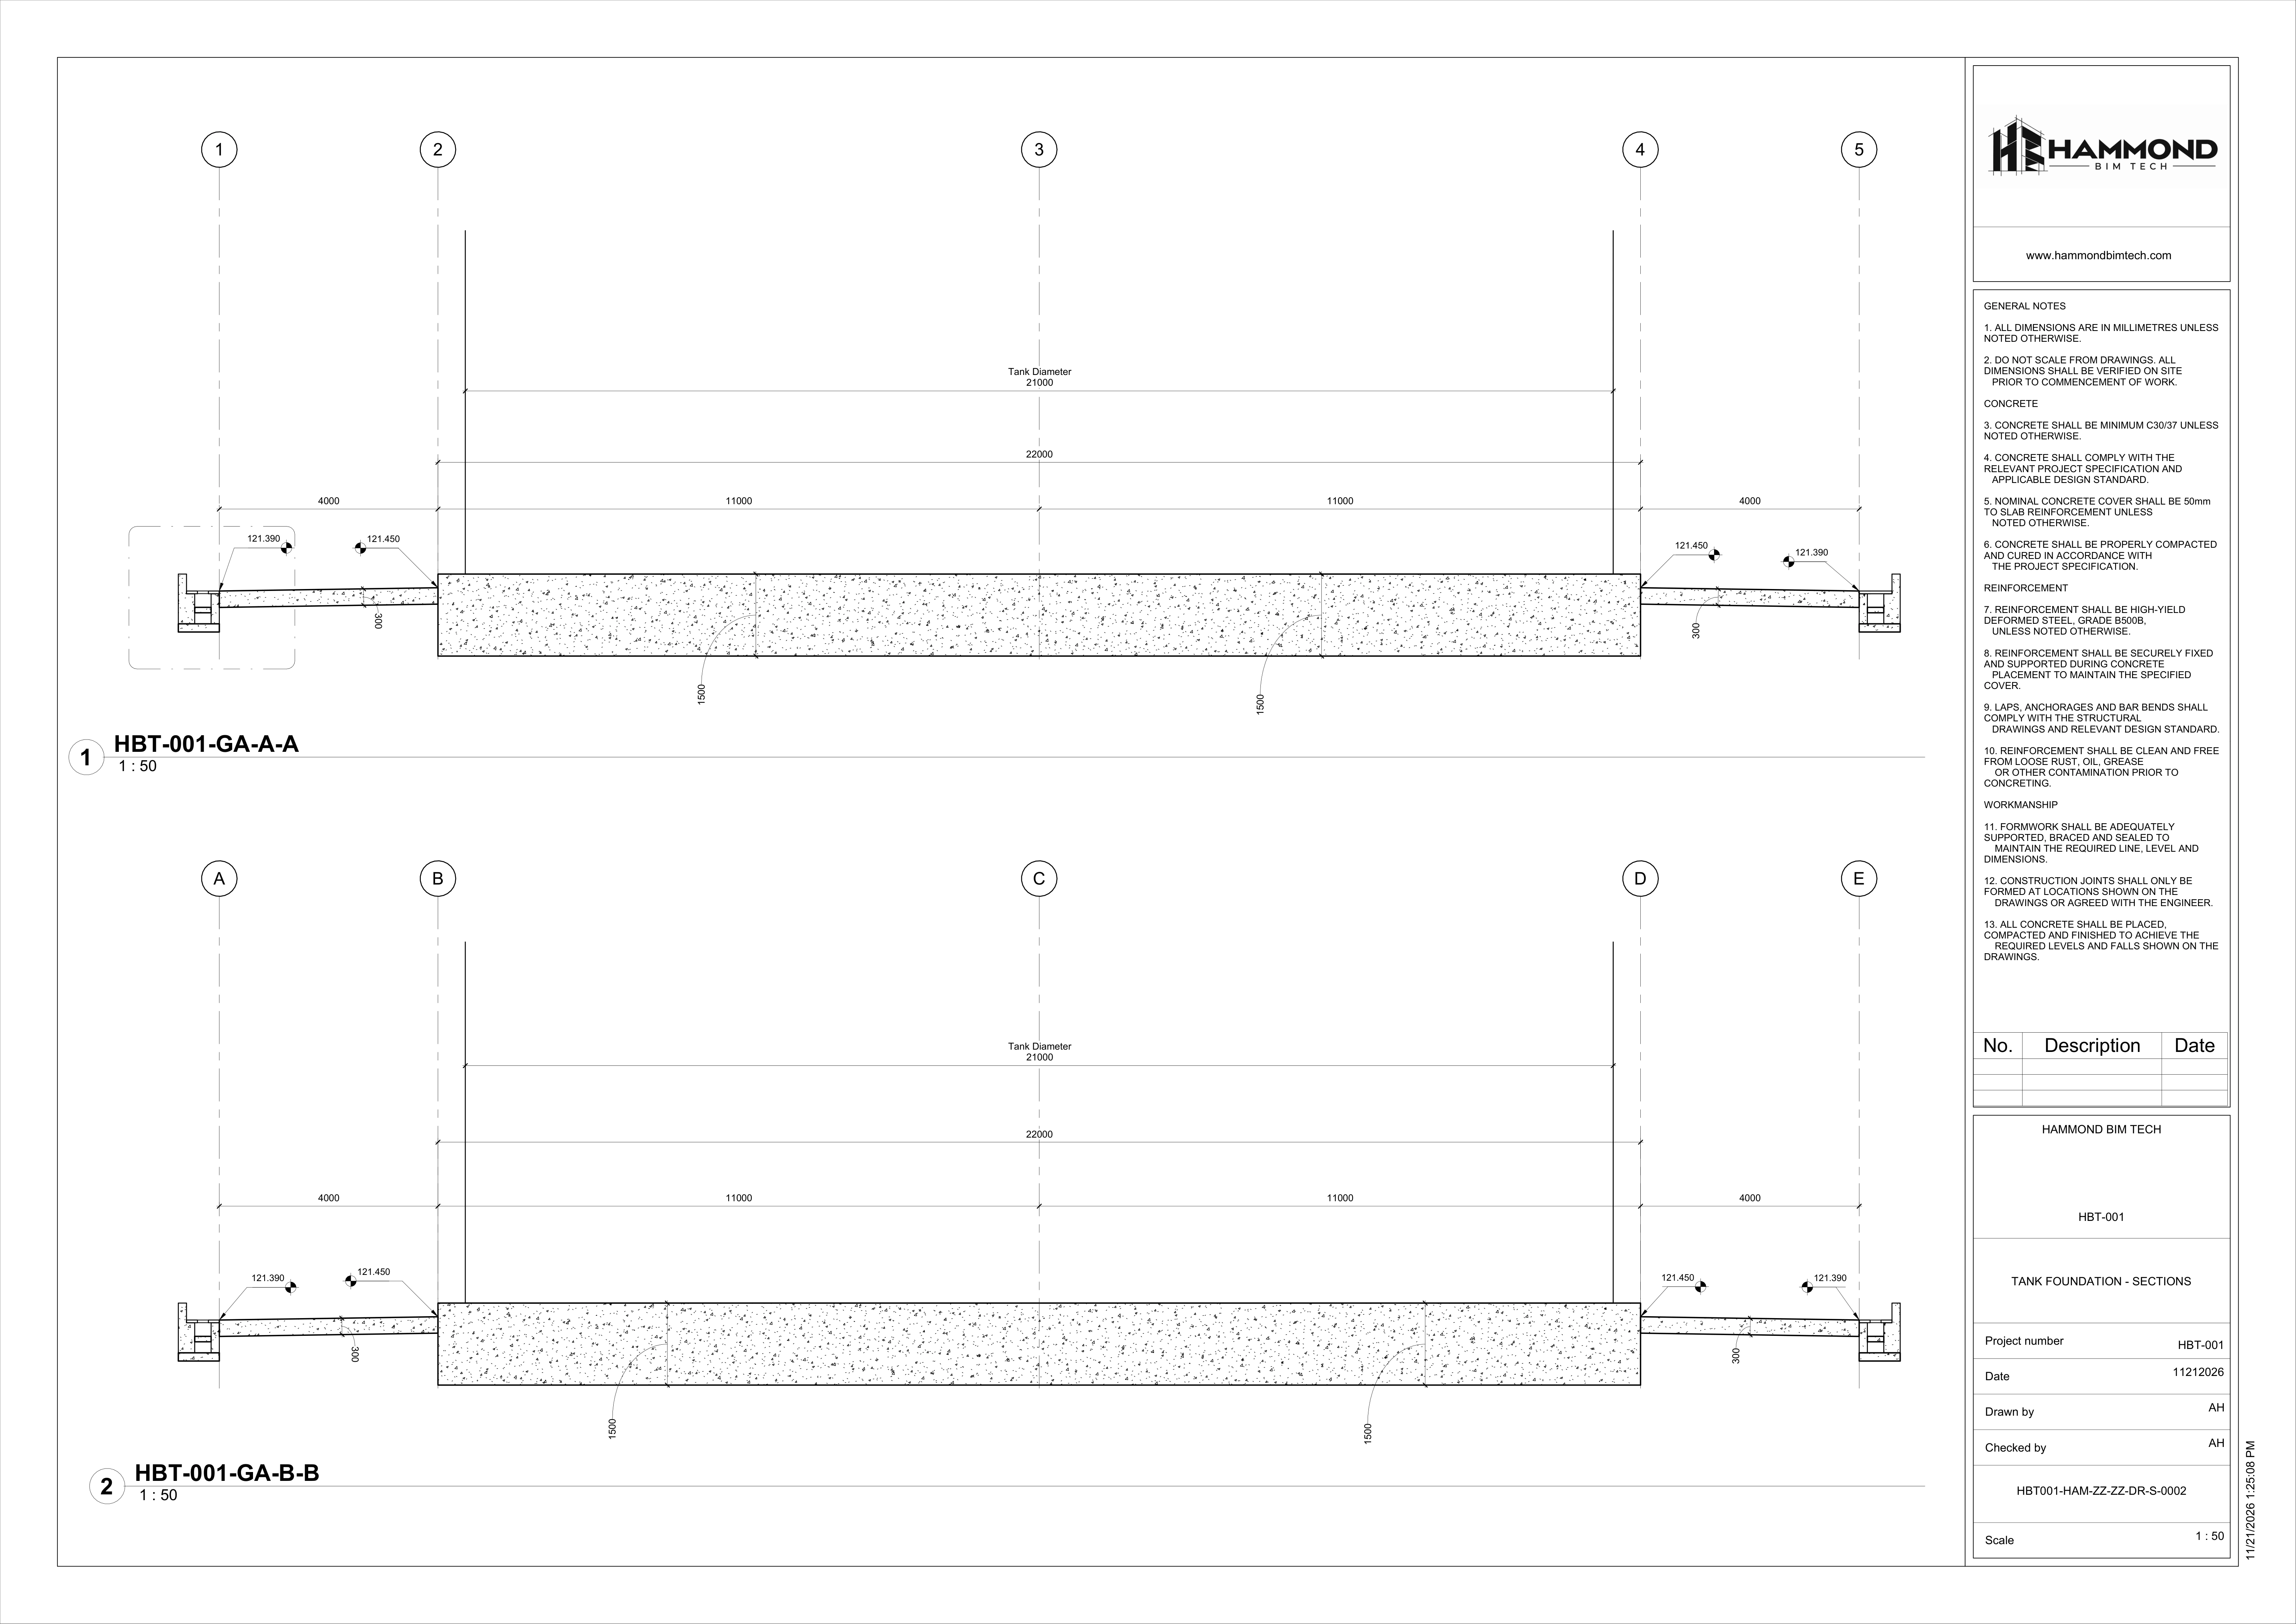 1
2
3
4
5
Tank Diameter
21000
22000
4000
11000
11000
4000
121.390
121.450
121.450
121.390
300
300
1500
1500
1
HBT-001-GA-A-A
1 : 50
A
B
C
D
E
Tank Diameter
21000
22000
4000
11000
11000
4000
121.390
121.450
121.450
121.390
300
300
1500
1500
2
HBT-001-GA-B-B
1 : 50
HAMMOND
BIM TECH
www.hammondbimtech.com
GENERAL NOTES
1. ALL DIMENSIONS ARE IN MILLIMETRES UNLESS
NOTED OTHERWISE.
2. DO NOT SCALE FROM DRAWINGS. ALL
DIMENSIONS SHALL BE VERIFIED ON SITE
PRIOR TO COMMENCEMENT OF WORK.
CONCRETE
3. CONCRETE SHALL BE MINIMUM C30/37 UNLESS
NOTED OTHERWISE.
4. CONCRETE SHALL COMPLY WITH THE
RELEVANT PROJECT SPECIFICATION AND
APPLICABLE DESIGN STANDARD.
5. NOMINAL CONCRETE COVER SHALL BE 50mm
TO SLAB REINFORCEMENT UNLESS
NOTED OTHERWISE.
6. CONCRETE SHALL BE PROPERLY COMPACTED
AND CURED IN ACCORDANCE WITH
THE PROJECT SPECIFICATION.
REINFORCEMENT
7. REINFORCEMENT SHALL BE HIGH-YIELD
DEFORMED STEEL, GRADE B500B,
UNLESS NOTED OTHERWISE.
8. REINFORCEMENT SHALL BE SECURELY FIXED
AND SUPPORTED DURING CONCRETE
PLACEMENT TO MAINTAIN THE SPECIFIED
COVER.
9. LAPS, ANCHORAGES AND BAR BENDS SHALL
COMPLY WITH THE STRUCTURAL
DRAWINGS AND RELEVANT DESIGN STANDARD.
10. REINFORCEMENT SHALL BE CLEAN AND FREE
FROM LOOSE RUST, OIL, GREASE
OR OTHER CONTAMINATION PRIOR TO
CONCRETING.
WORKMANSHIP
11. FORMWORK SHALL BE ADEQUATELY
SUPPORTED, BRACED AND SEALED TO
MAINTAIN THE REQUIRED LINE, LEVEL AND
DIMENSIONS.
12. CONSTRUCTION JOINTS SHALL ONLY BE
FORMED AT LOCATIONS SHOWN ON THE
DRAWINGS OR AGREED WITH THE ENGINEER.
13. ALL CONCRETE SHALL BE PLACED,
COMPACTED AND FINISHED TO ACHIEVE THE
REQUIRED LEVELS AND FALLS SHOWN ON THE
DRAWINGS.
No. Description Date
HAMMOND BIM TECH
HBT-001
TANK FOUNDATION - SECTIONS
Project number HBT-001
Date 11212026
Drawn by AH
Checked by AH
HBT001-HAM-ZZ-ZZ-DR-S-0002
Scale 1 : 50
11/21/2026 1:25:08 PM